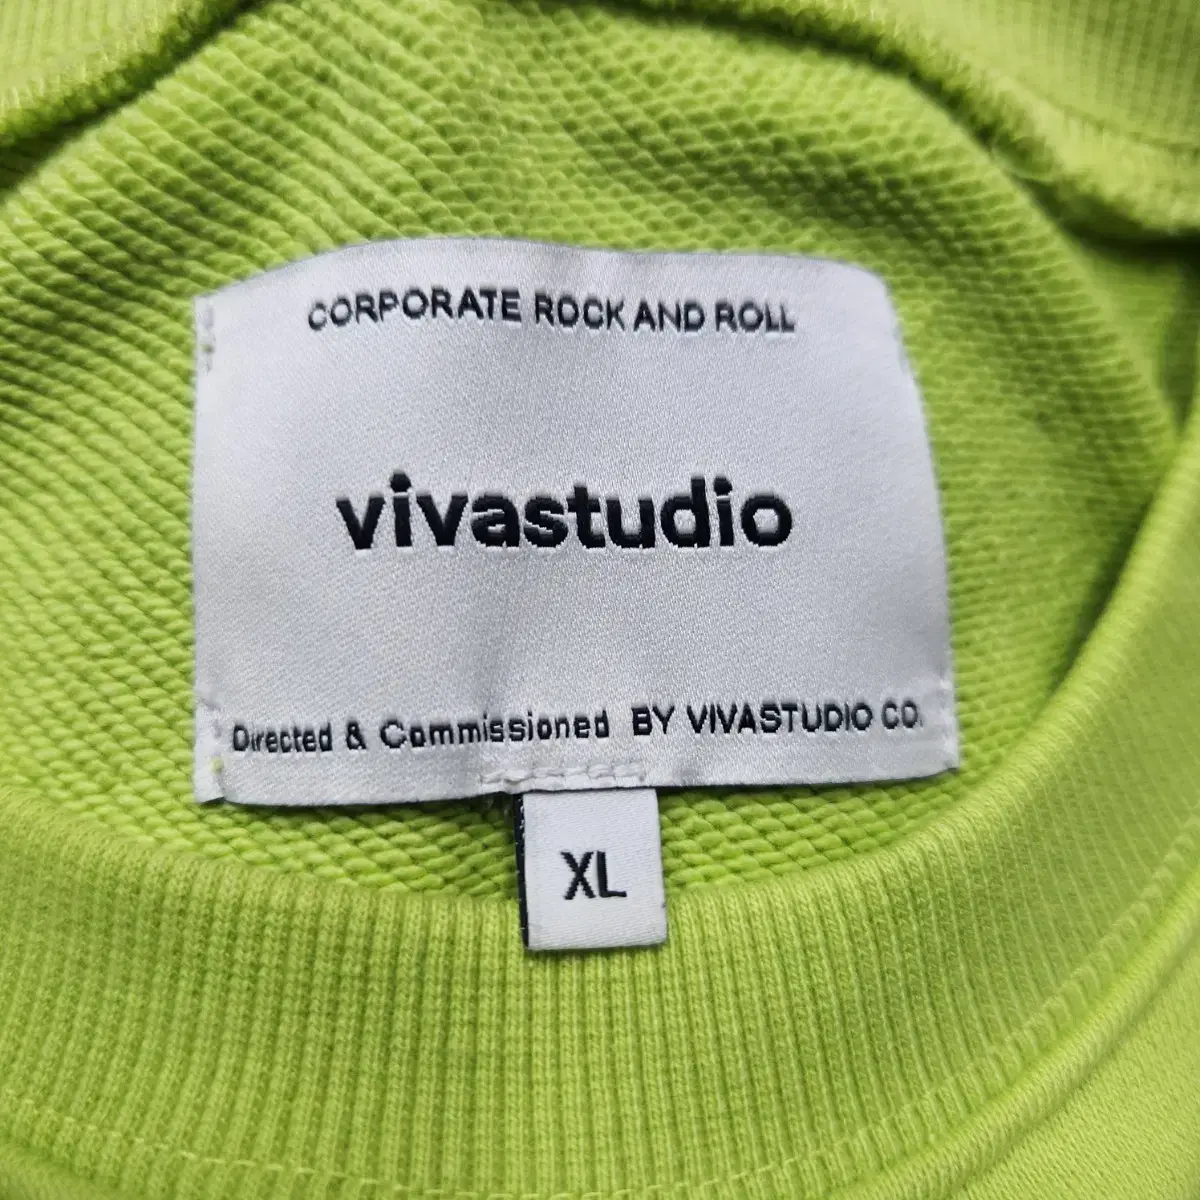 CORPORATE ROCK AND ROLL
vivastudio
Directed & Commissioned BY VIVASTUDIO CO.
XL